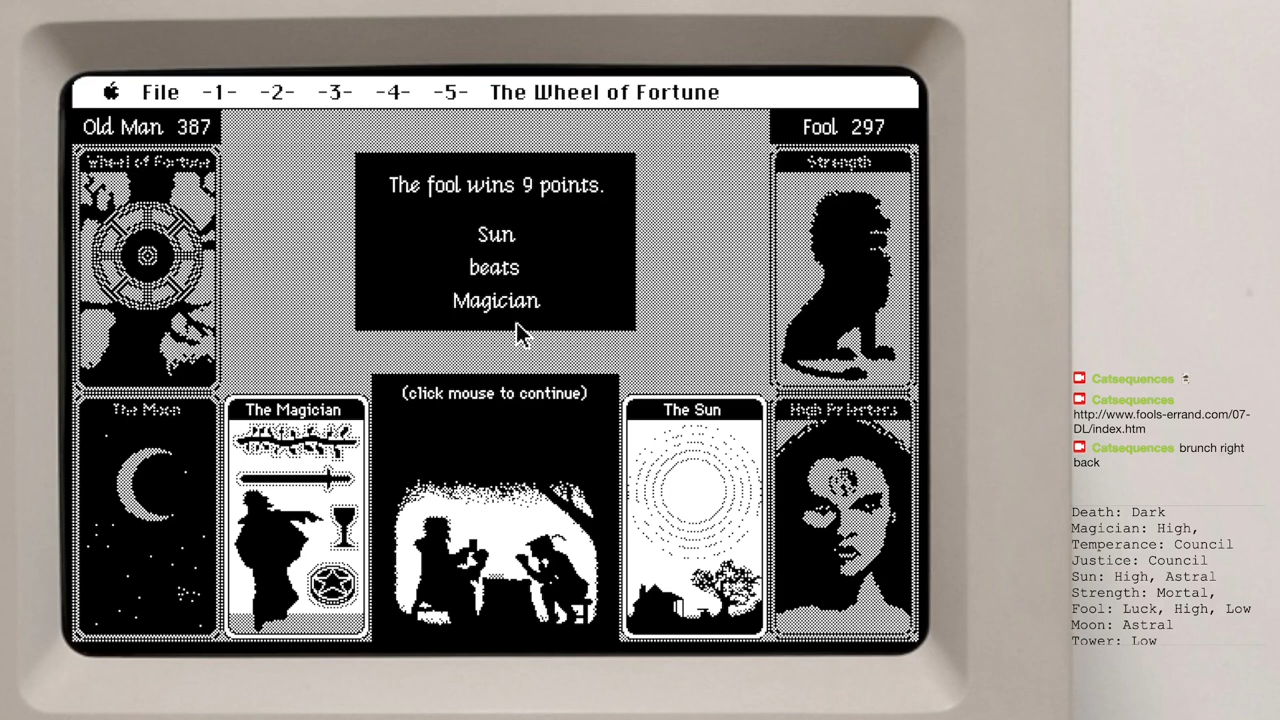 File -1- -2- -3- -4- -5- The Wheel of Fortune
Old Man 387
Fool 297
Wheel of Fortune
Strength
The fool wins 9 points.
Sun
beats
Magician
(click mouse to continue)
The Moon
The Magician
The Sun
High Priestess
Catsequences
Catsequences
http://www.fools-errand.com/07-
DL/index.htm
Catsequences brunch right
back
Death: Dark
Magician: High,
Temperance: Council
Justice: Council
Sun: High, Astral
Strength: Mortal,
Fool: Luck, High, Low
Moon: Astral
Tower: Low